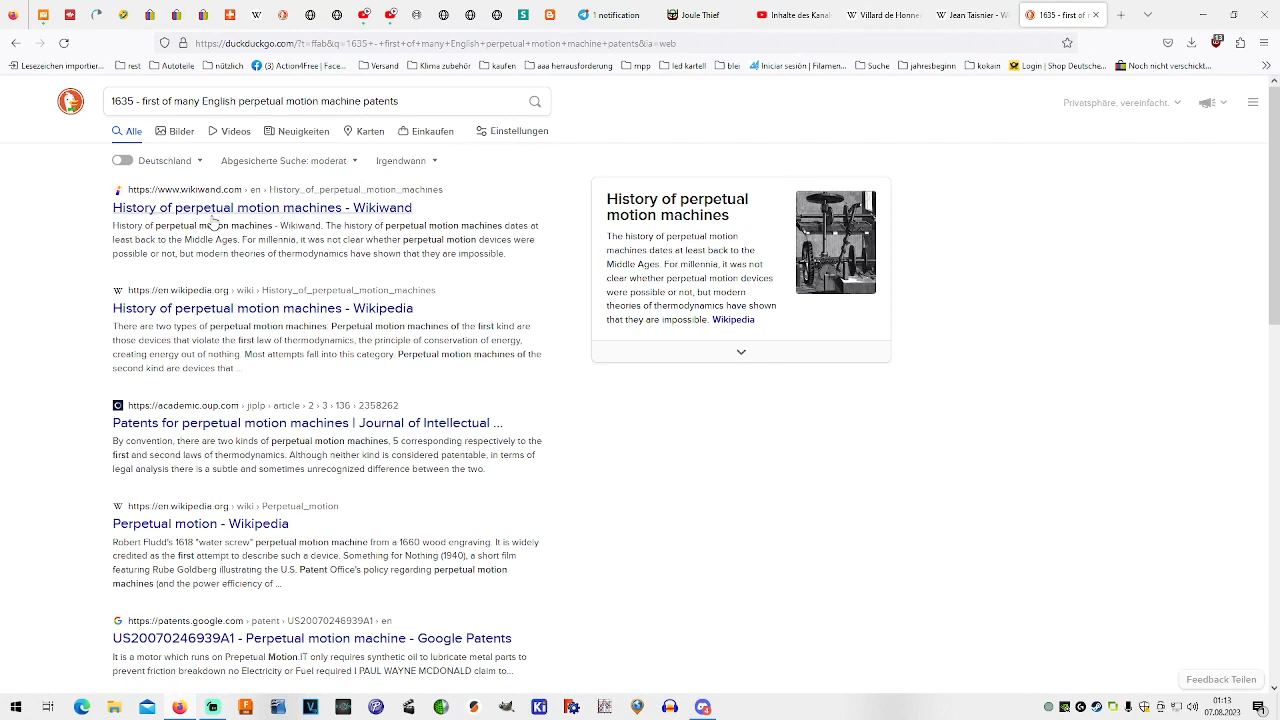 1 notification
Joule Thief
Inhalte des Kanal
Villard de Honnec
Jean Taisnier - Wi
1635 - first of m
https://duckduckgo.com/?t=ffab&q=1635+-+first+of+many+English+perpetual+motion+machine+patents&ia=web
13
Lesezeichen importier...
rest
Autoteile
nützlich
(3) Action4Free | Face...
Versand
Klima zubehör
kaufen
aaa herrausforderung
mpp
led kartell
blei
Iniciar sesión | Filamen...
Suche
jahresbeginn
kokain
Login | Shop Deutsche...
Noch nicht verschickt...
1635 - first of many English perpetual motion machine patents
Privatsphäre, vereinfacht.
Alle
Bilder
Videos
Neuigkeiten
Karten
Einkaufen
Einstellungen
Deutschland
Abgesicherte Suche: moderat
Irgendwann
https://www.wikiwand.com › en › History_of_perpetual_motion_machines
History of perpetual motion machines - Wikiwand
History of perpetual motion machines - Wikiwand. The history of perpetual motion machines dates at
least back to the Middle Ages. For millennia, it was not clear whether perpetual motion devices were
possible or not, but modern theories of thermodynamics have shown that they are impossible.
https://en.wikipedia.org › wiki › History_of_perpetual_motion_machines
History of perpetual motion machines - Wikipedia
There are two types of perpetual motion machines. Perpetual motion machines of the first kind are
those devices that violate the first law of thermodynamics, the principle of conservation of energy,
creating energy out of nothing. Most attempts fall into this category. Perpetual motion machines of the
second kind are devices that ...
https://academic.oup.com › jiplp › article › 2 › 3 › 136 › 2358262
Patents for perpetual motion machines | Journal of Intellectual ...
By convention, there are two kinds of perpetual motion machines, 5 corresponding respectively to the
first and second laws of thermodynamics. Although neither kind is considered patentable, in terms of
legal analysis there is a subtle and sometimes unrecognized difference between the two.
https://en.wikipedia.org › wiki › Perpetual_motion
Perpetual motion - Wikipedia
Robert Fludd's 1618 "water screw" perpetual motion machine from a 1660 wood engraving. It is widely
credited as the first attempt to describe such a device. Something for Nothing (1940), a short film
featuring Rube Goldberg illustrating the U.S. Patent Office's policy regarding perpetual motion
machines (and the power efficiency of ...
https://patents.google.com › patent › US20070246939A1 › en
US20070246939A1 - Perpetual motion machine - Google Patents
It is a motor which runs on Prepetual Motion.IT only requires synthetic oil to lubricate metal parts to
prevent friction breakdown no Electricity or Fuel required I PAUL WAYNE MCDONALD claim to...
History of perpetual
motion machines
The history of perpetual motion
machines dates at least back to the
Middle Ages. For millennia, it was not
clear whether perpetual motion devices
were possible or not, but modern
theories of thermodynamics have shown
that they are impossible. Wikipedia
Feedback Teilen
01:13
07.08.2023